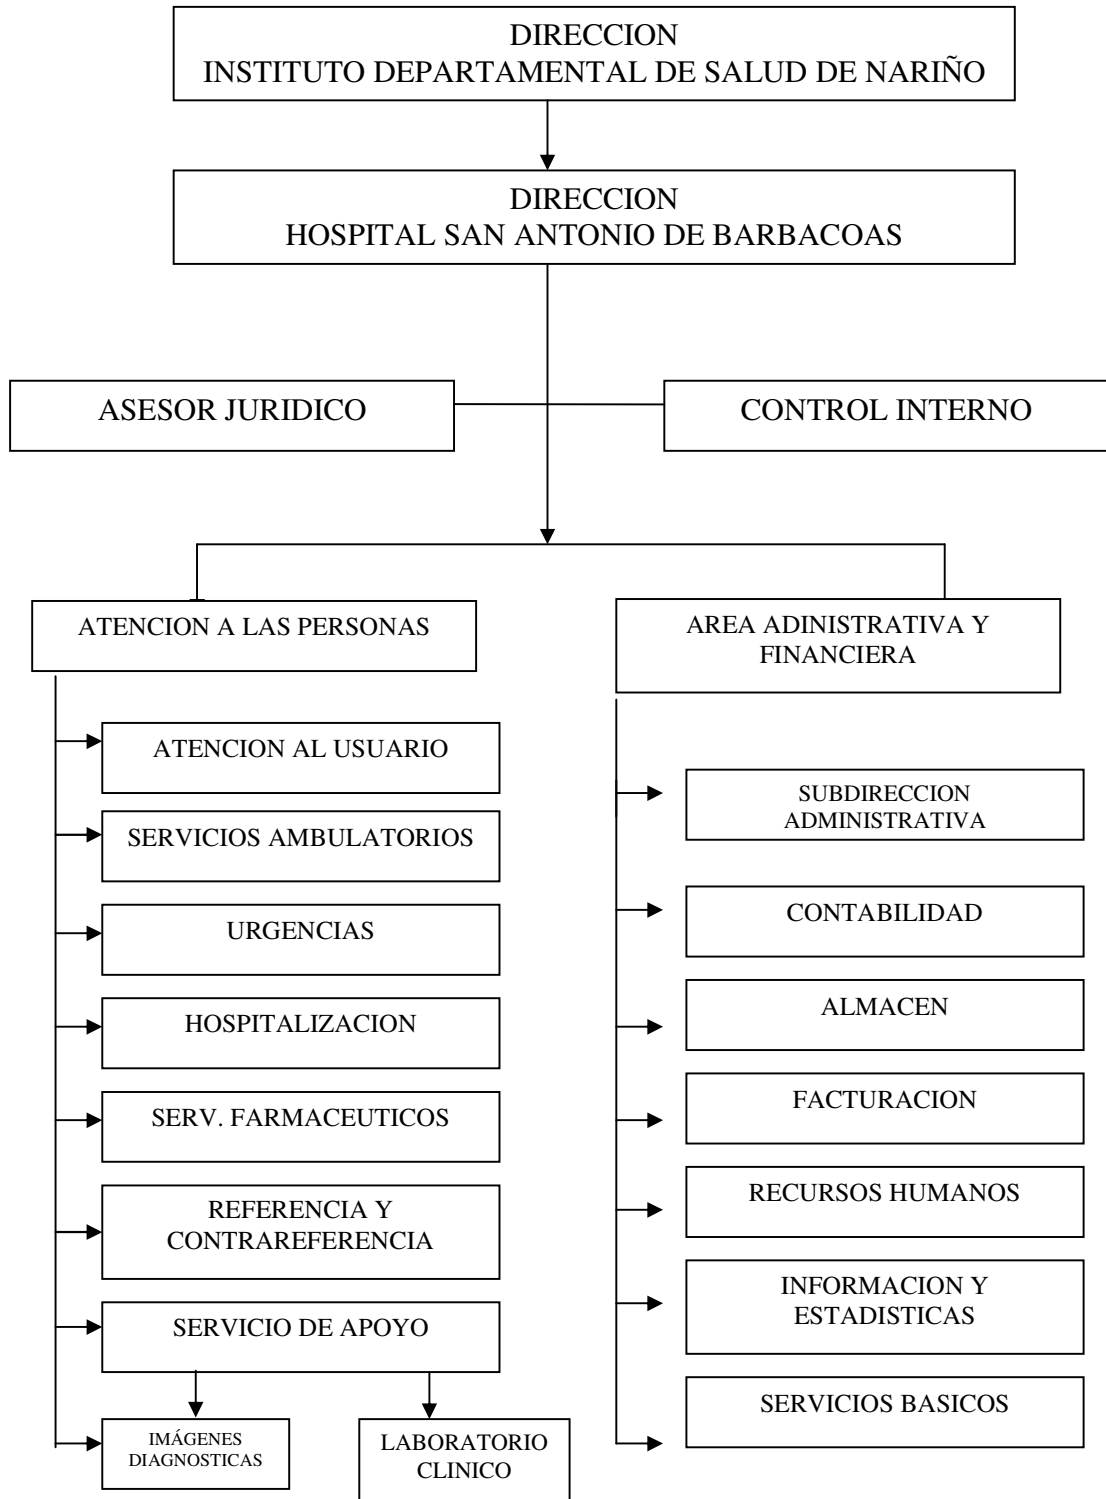 DIRECCION
INSTITUTO DEPARTAMENTAL DE SALUD DE NARIÑO
DIRECCION
HOSPITAL SAN ANTONIO DE BARBACOAS
ASESOR JURIDICO
CONTROL INTERNO
ATENCION A LAS PERSONAS
ATENCION AL USUARIO
SERVICIOS AMBULATORIOS
URGENCIAS
HOSPITALIZACION
SERV. FARMACEUTICOS
REFERENCIA Y
CONTRAREFERENCIA
SERVICIO DE APOYO
IMÁGENES
DIAGNOSTICAS
LABORATORIO
CLINICO
AREA ADINISTRATIVA Y
FINANCIERA
SUBDIRECCION
ADMINISTRATIVA
CONTABILIDAD
ALMACEN
FACTURACION
RECURSOS HUMANOS
INFORMACION Y
ESTADISTICAS
SERVICIOS BASICOS